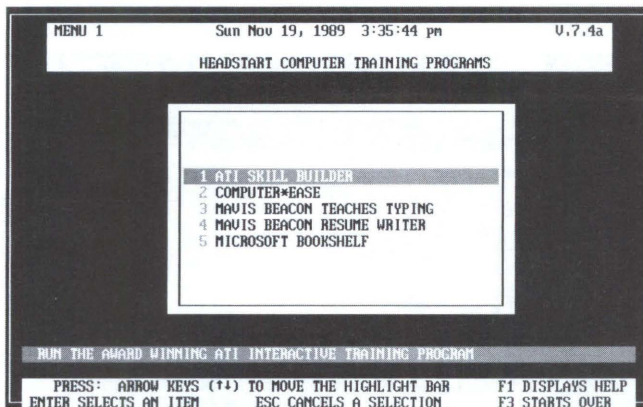 MENU 1 Sun Nov 19, 1989 3:35:44 pm V.7.4a
HEADSTART COMPUTER TRAINING PROGRAMS
1 ATI SKILL BUILDER
2 COMPUTER*EASE
3 MAVIS BEACON TEACHES TYPING
4 MAVIS BEACON RESUME WRITER
5 MICROSOFT BOOKSHELF
RUN THE AWARD WINNING ATI INTERACTIVE TRAINING PROGRAM
PRESS: ARROW KEYS (↑↓) TO MOVE THE HIGHLIGHT BAR F1 DISPLAYS HELP
ENTER SELECTS AN ITEM ESC CANCELS A SELECTION F3 STARTS OVER